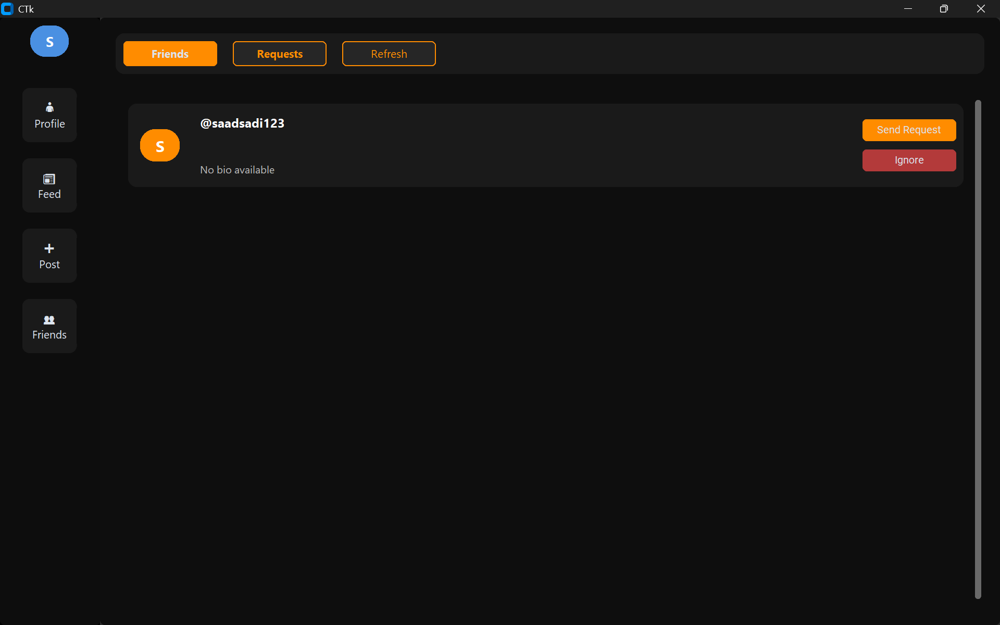 CTk
S
Profile
Feed
Post
Friends
Friends
Requests
Refresh
S
@saadsadi123
No bio available
Send Request
Ignore